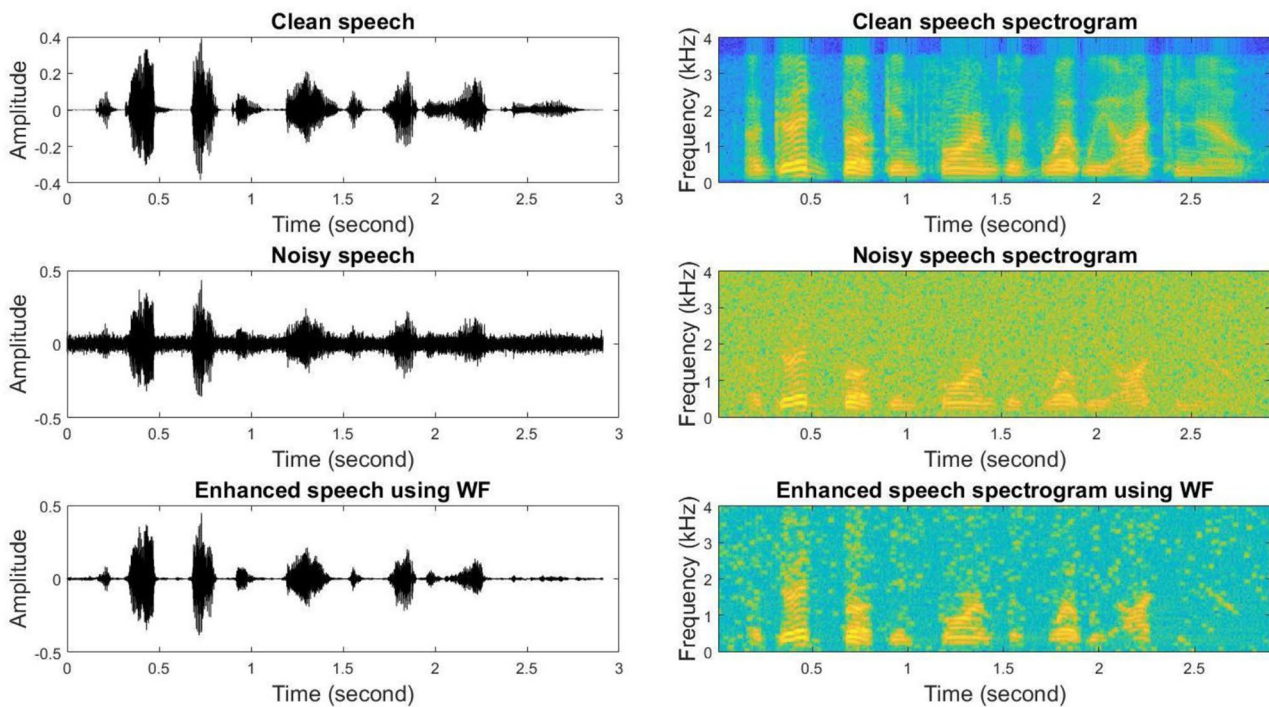 Clean speech
Amplitude
0.4
0.2
0
-0.2
-0.4
0 0.5 1 1.5 2 2.5 3
Time (second)
Clean speech spectrogram
Frequency (kHz)
4
3
2
1
0
0.5 1 1.5 2 2.5
Time (second)
Noisy speech
Amplitude
0.5
0
-0.5
0 0.5 1 1.5 2 2.5 3
Time (second)
Noisy speech spectrogram
Frequency (kHz)
4
3
2
1
0
0.5 1 1.5 2 2.5
Time (second)
Enhanced speech using WF
Amplitude
0.5
0
-0.5
0 0.5 1 1.5 2 2.5 3
Time (second)
Enhanced speech spectrogram using WF
Frequency (kHz)
4
3
2
1
0
0.5 1 1.5 2 2.5
Time (second)